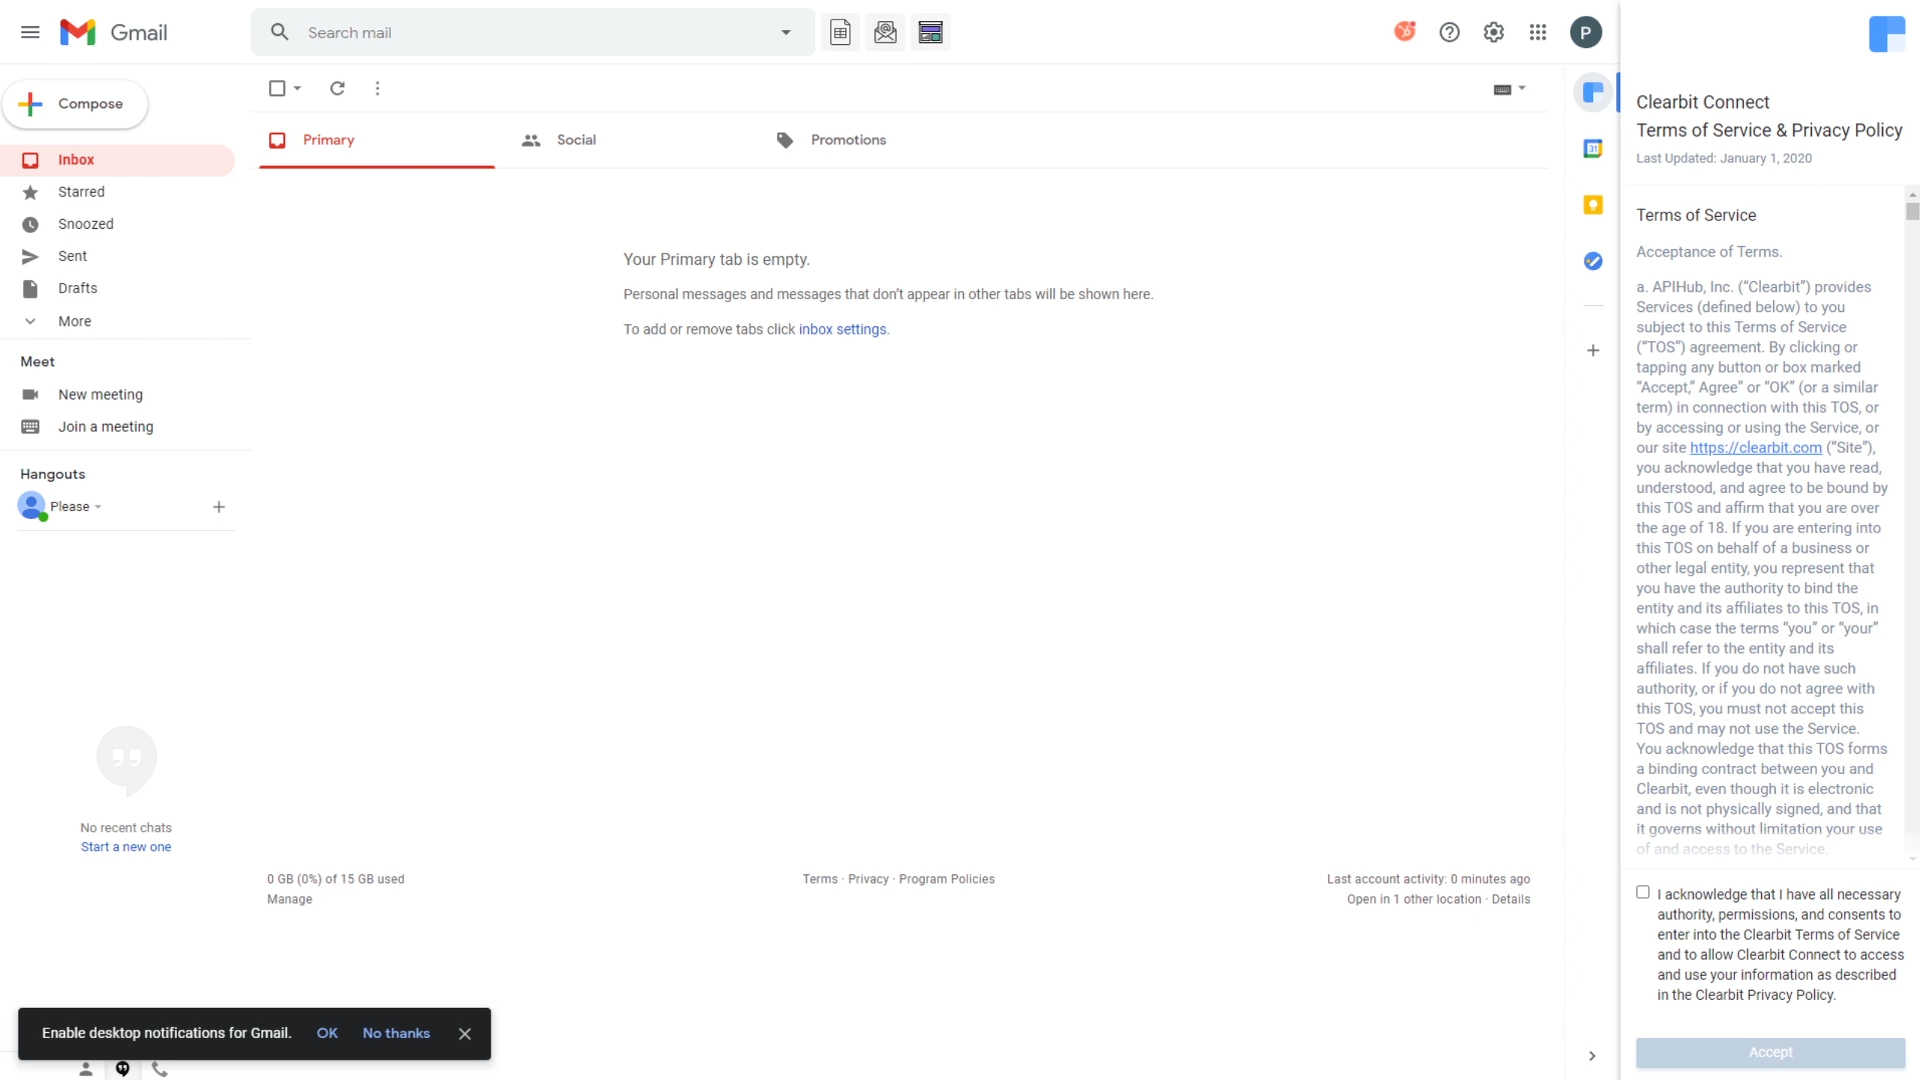 Gmail
Search mail
P
Compose
Inbox
Starred
Snoozed
Sent
Drafts
More
Meet
New meeting
Join a meeting
Hangouts
Please
No recent chats
Start a new one
Primary
Social
Promotions
Your Primary tab is empty.
Personal messages and messages that don't appear in other tabs will be shown here.
To add or remove tabs click inbox settings.
0 GB (0%) of 15 GB used
Manage
Terms · Privacy · Program Policies
Last account activity: 0 minutes ago
Open in 1 other location · Details
Enable desktop notifications for Gmail. OK No thanks
31
Clearbit Connect
Terms of Service & Privacy Policy
Last Updated: January 1, 2020
Terms of Service
Acceptance of Terms.
a. APIHub, Inc. (“Clearbit”) provides
Services (defined below) to you
subject to this Terms of Service
(“TOS”) agreement. By clicking or
tapping any button or box marked
“Accept,” Agree” or “OK” (or a similar
term) in connection with this TOS, or
by accessing or using the Service, or
our site https://clearbit.com (“Site”),
you acknowledge that you have read,
understood, and agree to be bound by
this TOS and affirm that you are over
the age of 18. If you are entering into
this TOS on behalf of a business or
other legal entity, you represent that
you have the authority to bind the
entity and its affiliates to this TOS, in
which case the terms “you” or “your”
shall refer to the entity and its
affiliates. If you do not have such
authority, or if you do not agree with
this TOS, you must not accept this
TOS and may not use the Service.
You acknowledge that this TOS forms
a binding contract between you and
Clearbit, even though it is electronic
and is not physically signed, and that
it governs without limitation your use
of and access to the Service.
I acknowledge that I have all necessary
authority, permissions, and consents to
enter into the Clearbit Terms of Service
and to allow Clearbit Connect to access
and use your information as described
in the Clearbit Privacy Policy.
Accept